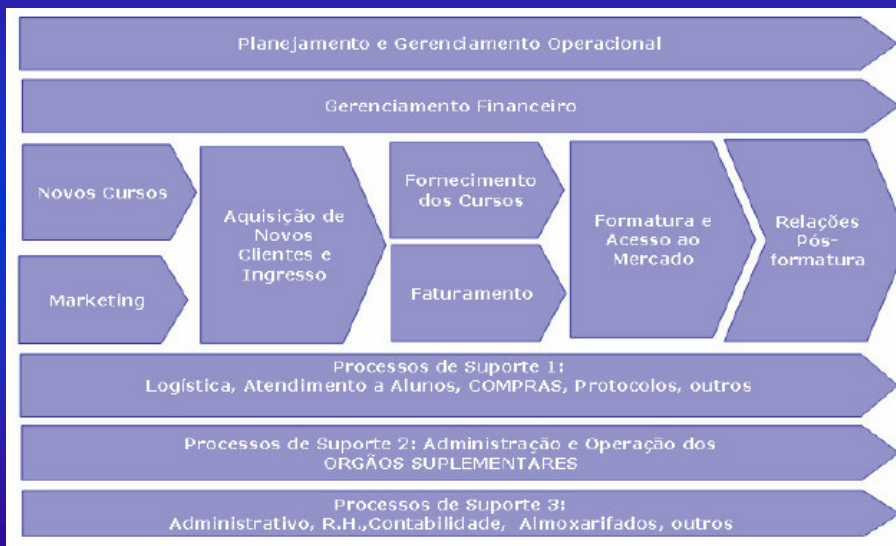 Planejamento e Gerenciamento Operacional
Gerenciamento Financeiro
Novos Cursos
Marketing
Aquisição de
Novos
Clientes e
Ingresso
Fornecimento
dos Cursos
Faturamento
Formatura e
Acesso ao
Mercado
Relações
Pós-
formatura
Processos de Suporte 1:
Logística, Atendimento a Alunos, COMPRAS, Protocolos, outros
Processos de Suporte 2: Administração e Operação dos
ORGÃOS SUPLEMENTARES
Processos de Suporte 3:
Administrativo, R.H.,Contabilidade, Almoxarifados, outros